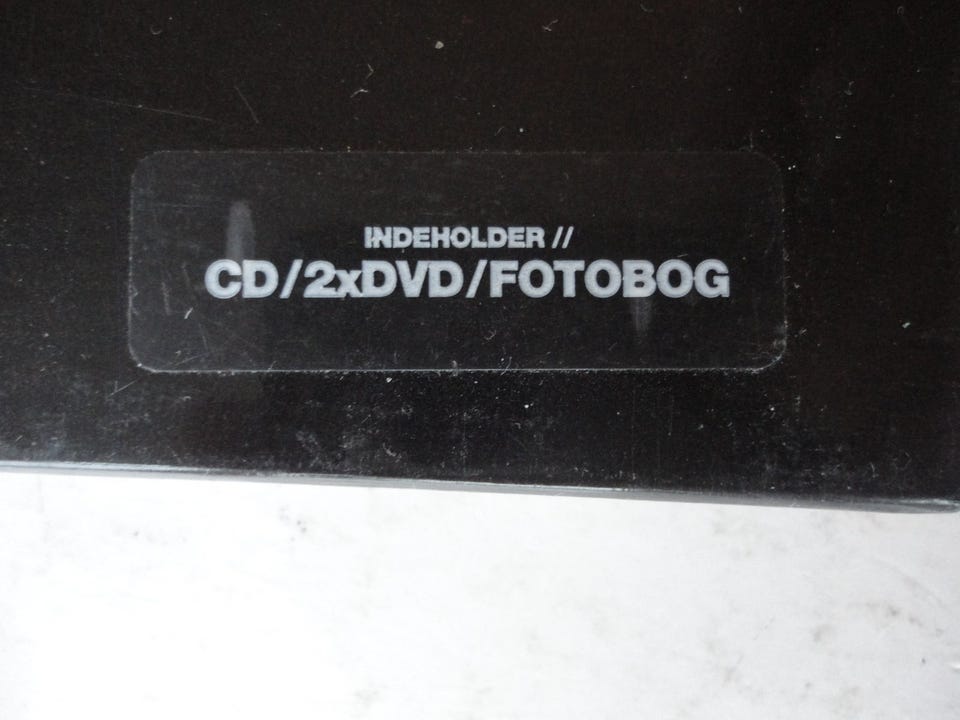 INDEHOLDER //
CD/2xDVD/FOTOBOG